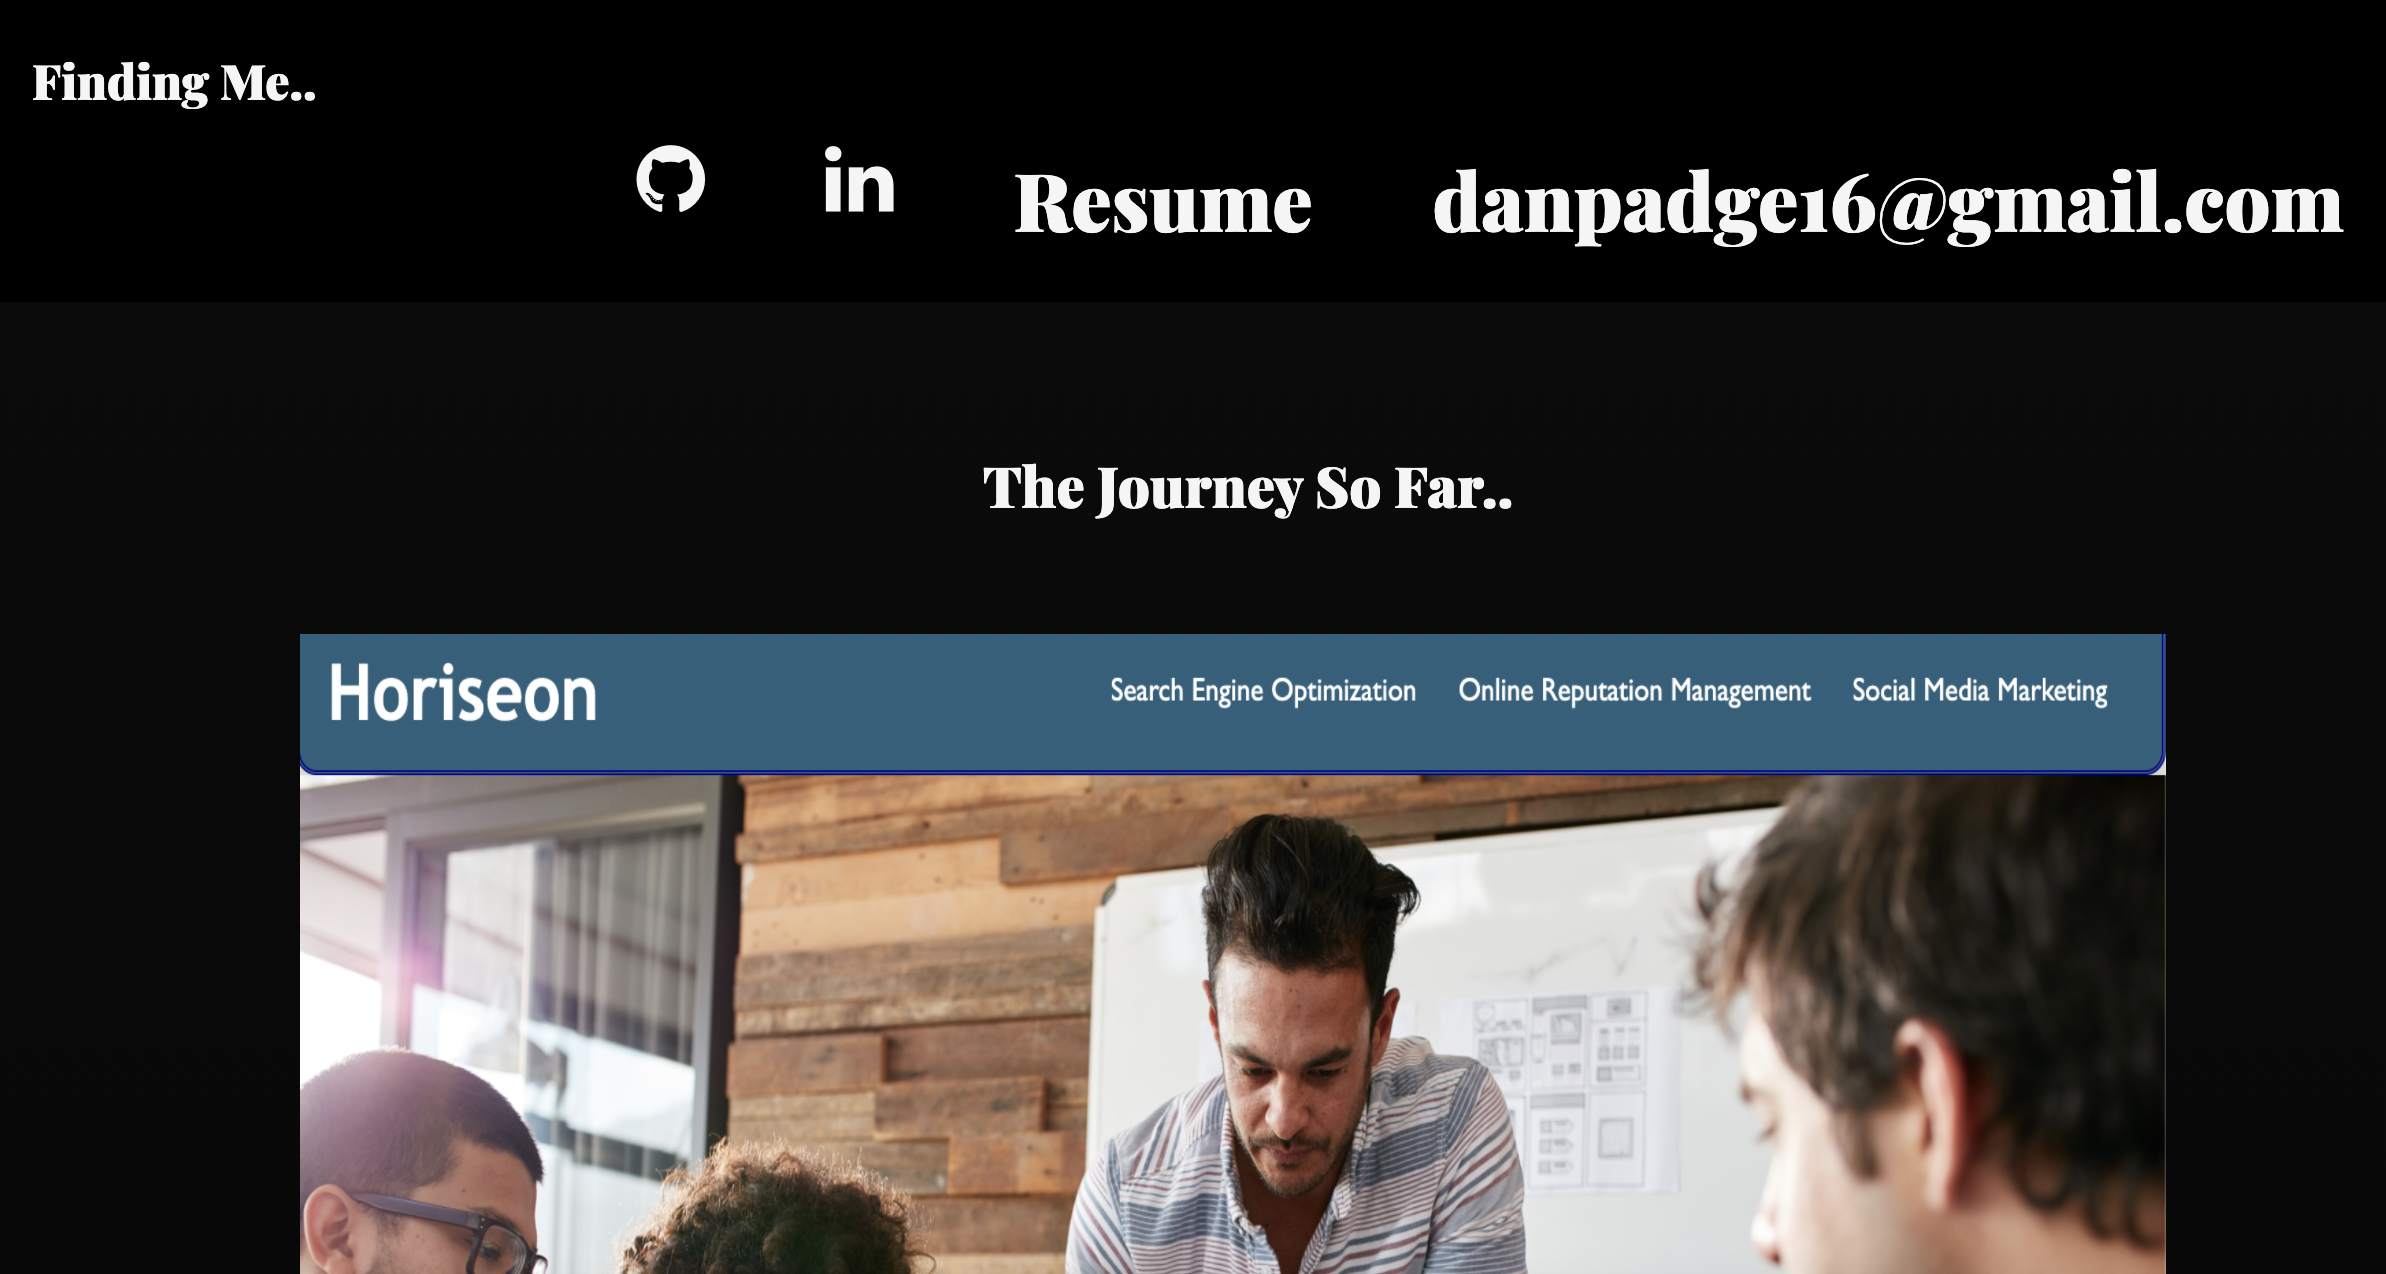 Finding Me..
in Resume danpadge16@gmail.com
The Journey So Far..
Horiseon Search Engine Optimization Online Reputation Management Social Media Marketing